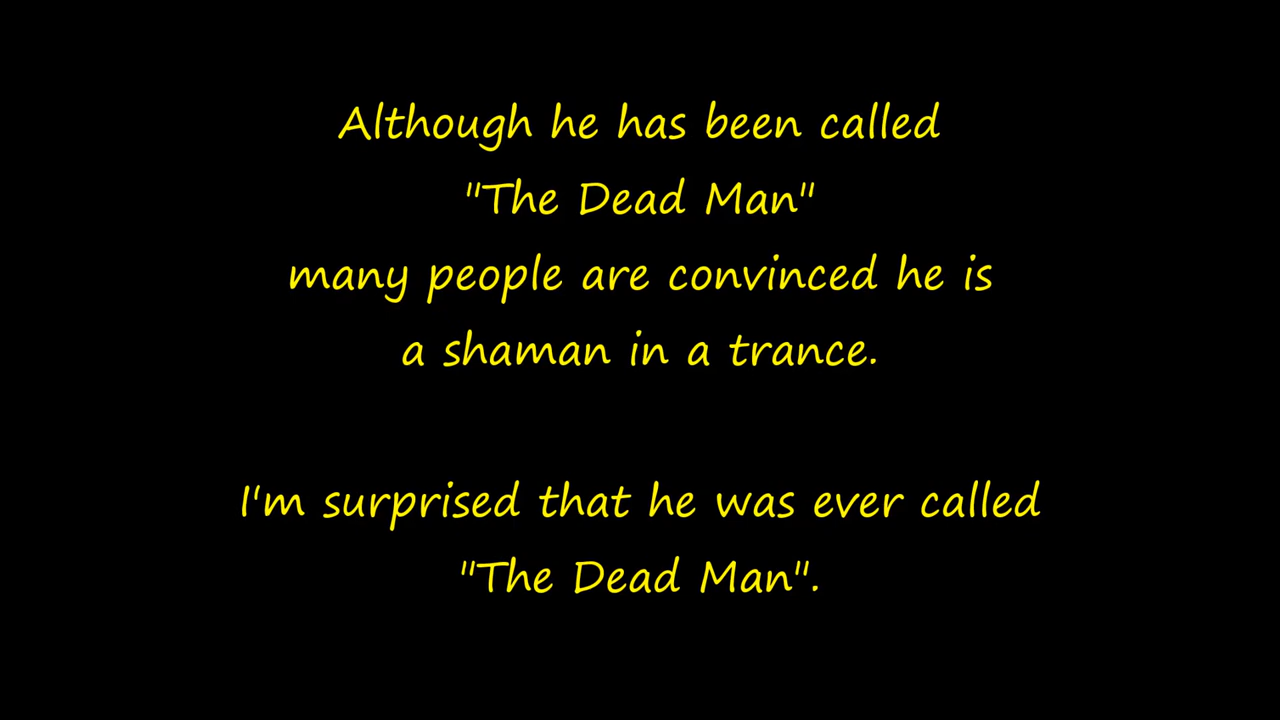 Although he has been called
"The Dead Man"
many people are convinced he is
a shaman in a trance.
I'm surprised that he was ever called
"The Dead Man".